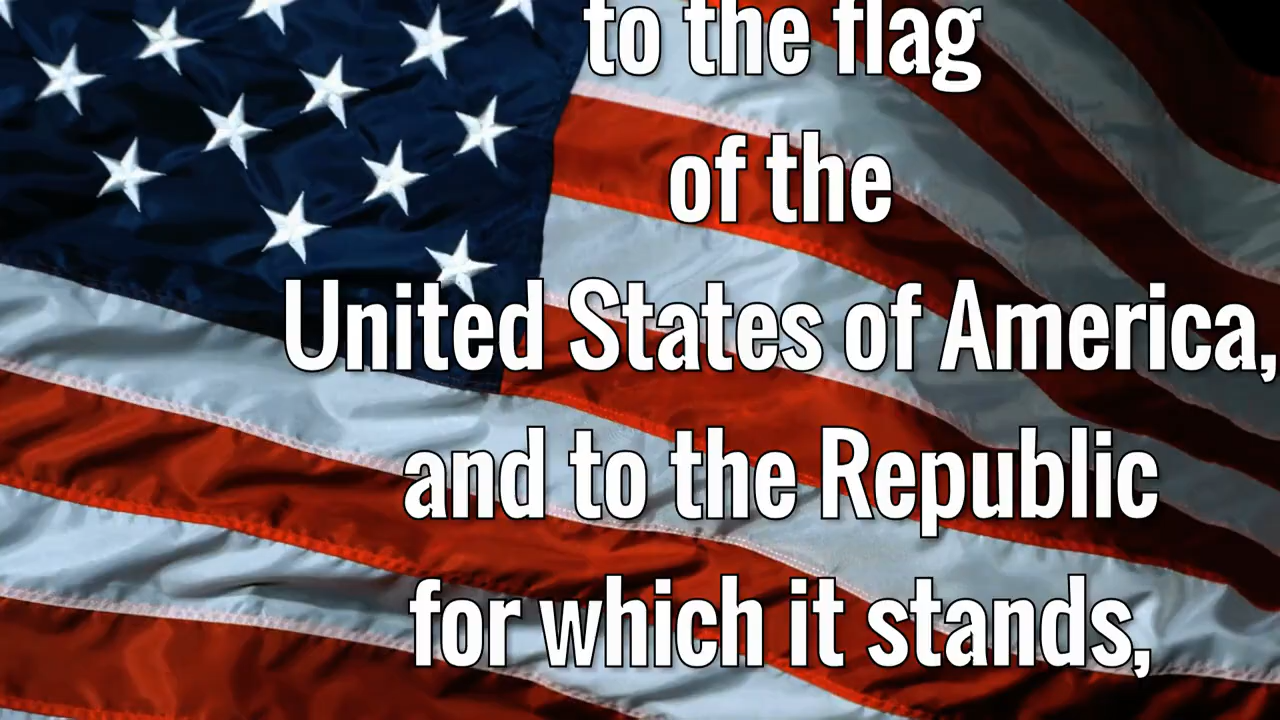 to the flag
of the
United States of America,
and to the Republic
for which it stands,